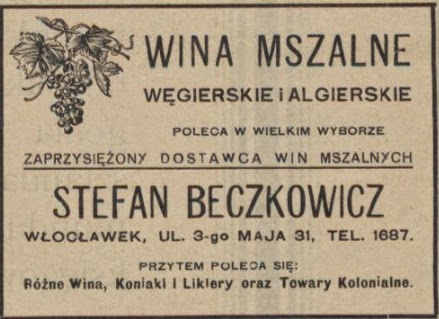 WINA MSZALNE
WĘGIERSKIE i ALGIERSKIE
POLECA W WIELKIM WYBORZE
ZAPRZYSIĘŻONY DOSTAWCA WIN MSZALNYCH
STEFAN BECZKOWICZ
WŁOCŁAWEK, UL. 3-go MAJA 31, TEL. 1687.
PRZYTEM POLECA SIĘ:
Różne Wina, Koniaki i Likiery oraz Towary Kolonialne.